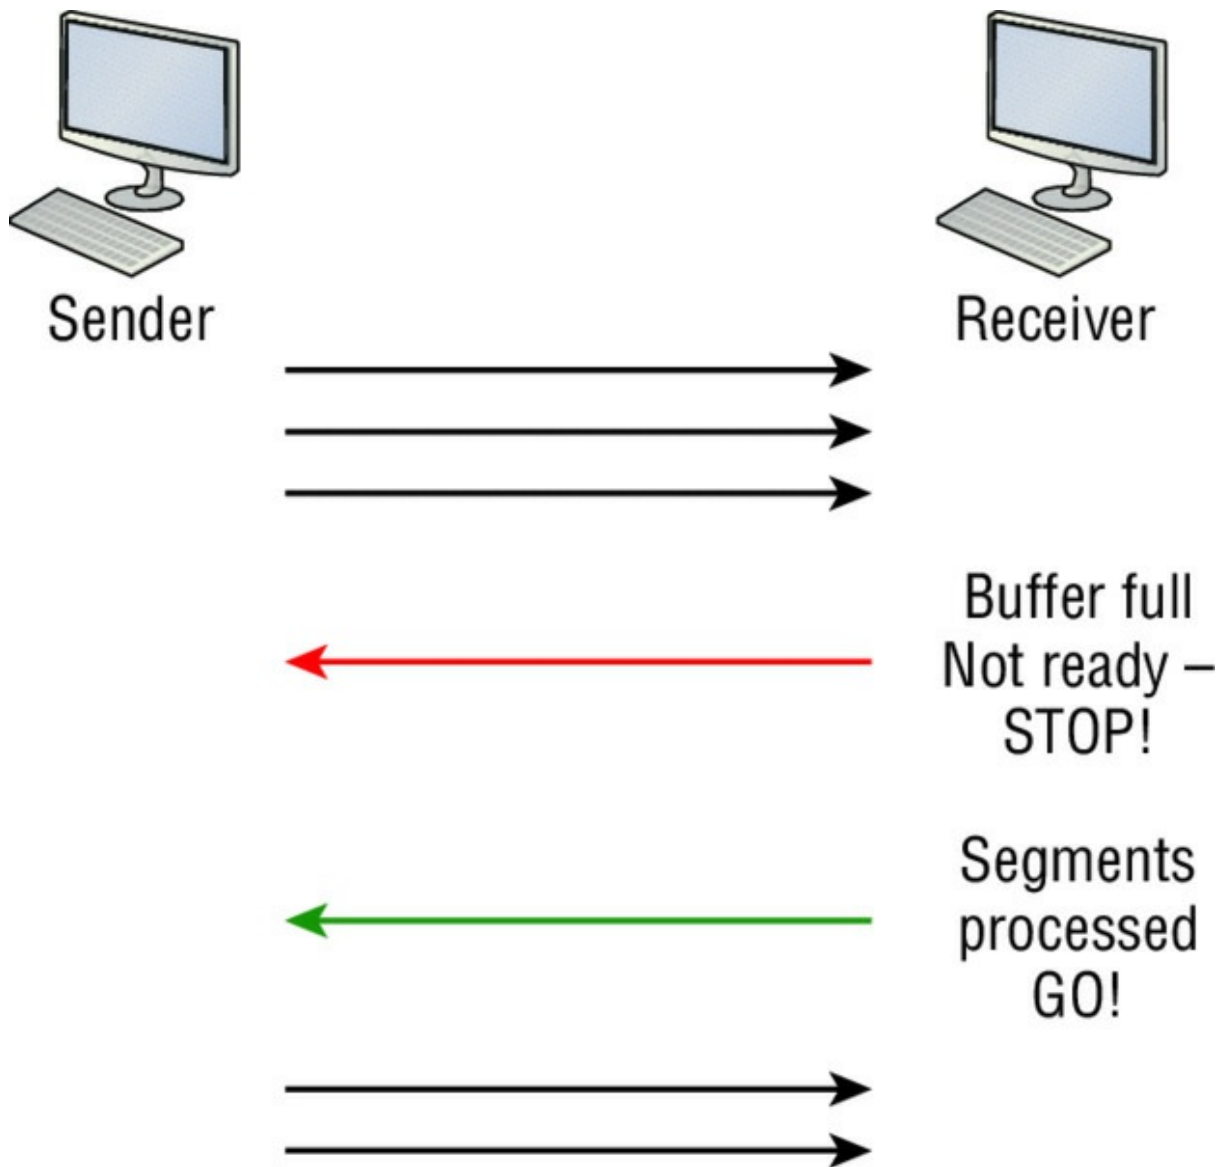 Sender
Receiver
Buffer full
Not ready –
STOP!
Segments
processed
GO!